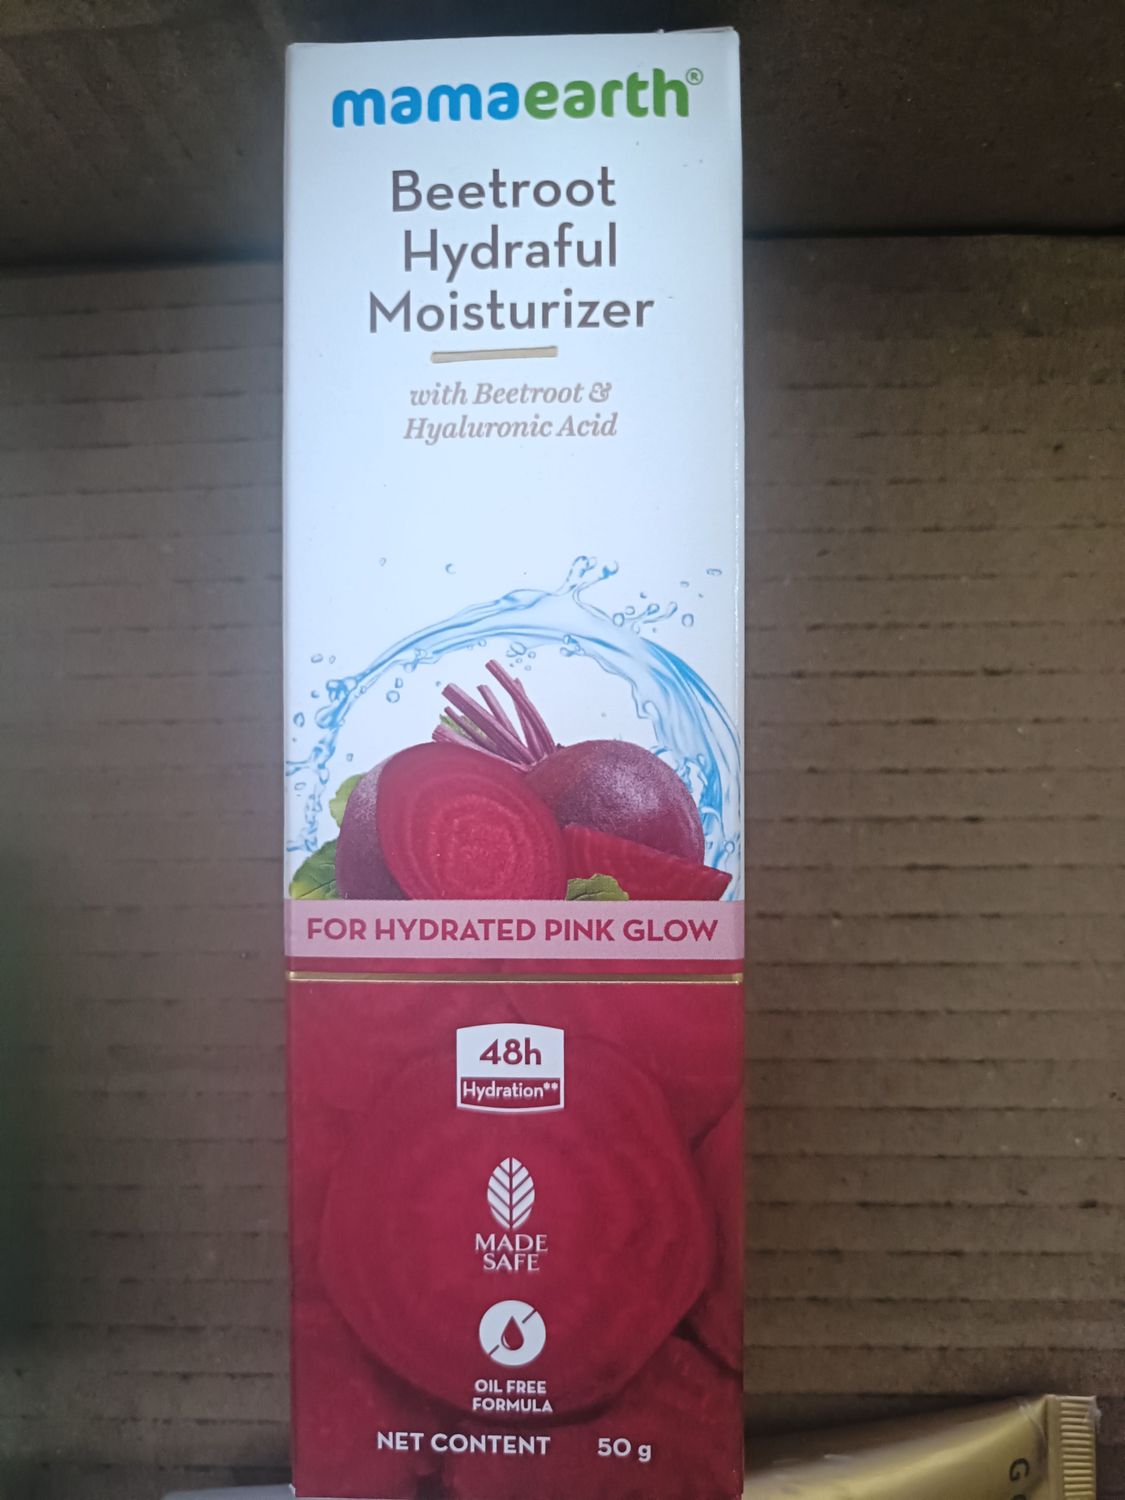 mamaearth®
Beetroot
Hydraful
Moisturizer
with Beetroot &
Hyaluronic Acid
FOR HYDRATED PINK GLOW
48h
Hydration**
MADE
SAFE
OIL FREE
FORMULA
NET CONTENT 50 g
G